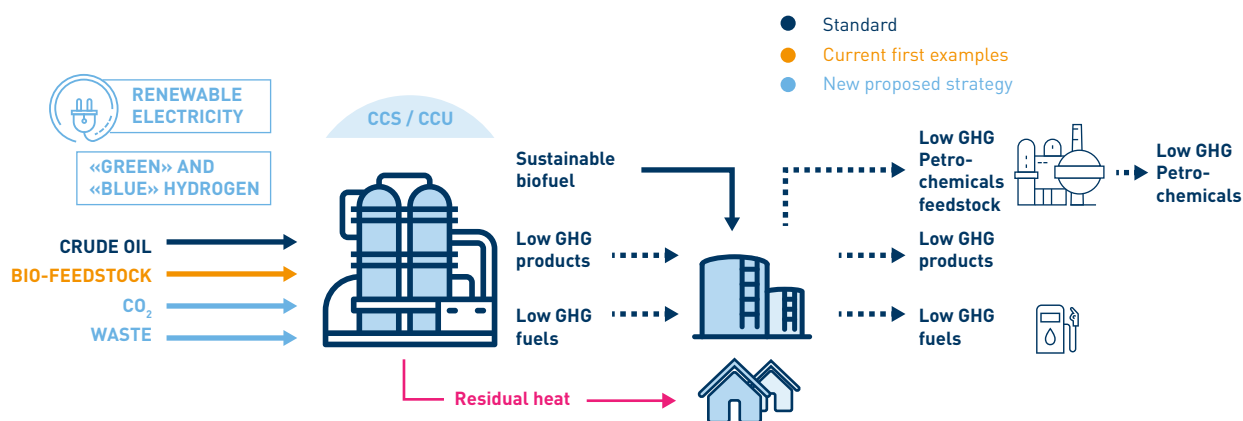 Standard
Current first examples
New proposed strategy
RENEWABLE
ELECTRICITY
«GREEN» AND
«BLUE» HYDROGEN
CCS / CCU
CRUDE OIL
BIO-FEEDSTOCK
CO₂
WASTE
Sustainable
biofuel
Low GHG
products
Low GHG
fuels
Residual heat
Low GHG
Petro-
chemicals
feedstock
Low GHG
products
Low GHG
fuels
Low GHG
Petro-
chemicals